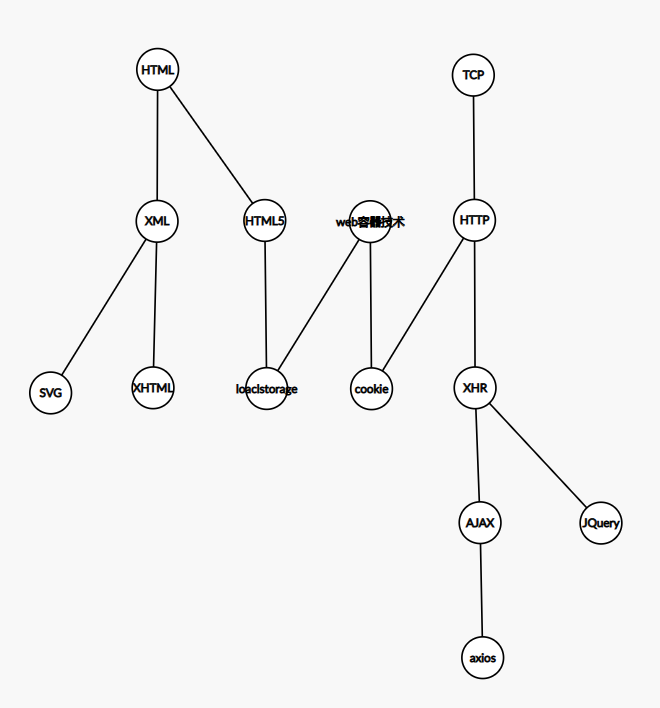 HTML
TCP
XML
HTML5
web容器技术
HTTP
SVG
XHTML
loaclstorage
cookie
XHR
AJAX
JQuery
axios